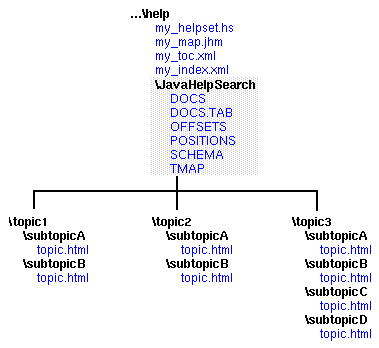 ...\help
my_helpset.hs
my_map.jhm
my_toc.xml
my_index.xml
\JavaHelpSearch
DOCS
DOCS.TAB
OFFSETS
POSITIONS
SCHEMA
TMAP
\topic1
\subtopicA
topic.html
\subtopicB
topic.html
\topic2
\subtopicA
topic.html
\subtopicB
topic.html
\topic3
\subtopicA
topic.html
\subtopicB
topic.html
\subtopicC
topic.html
\subtopicD
topic.html